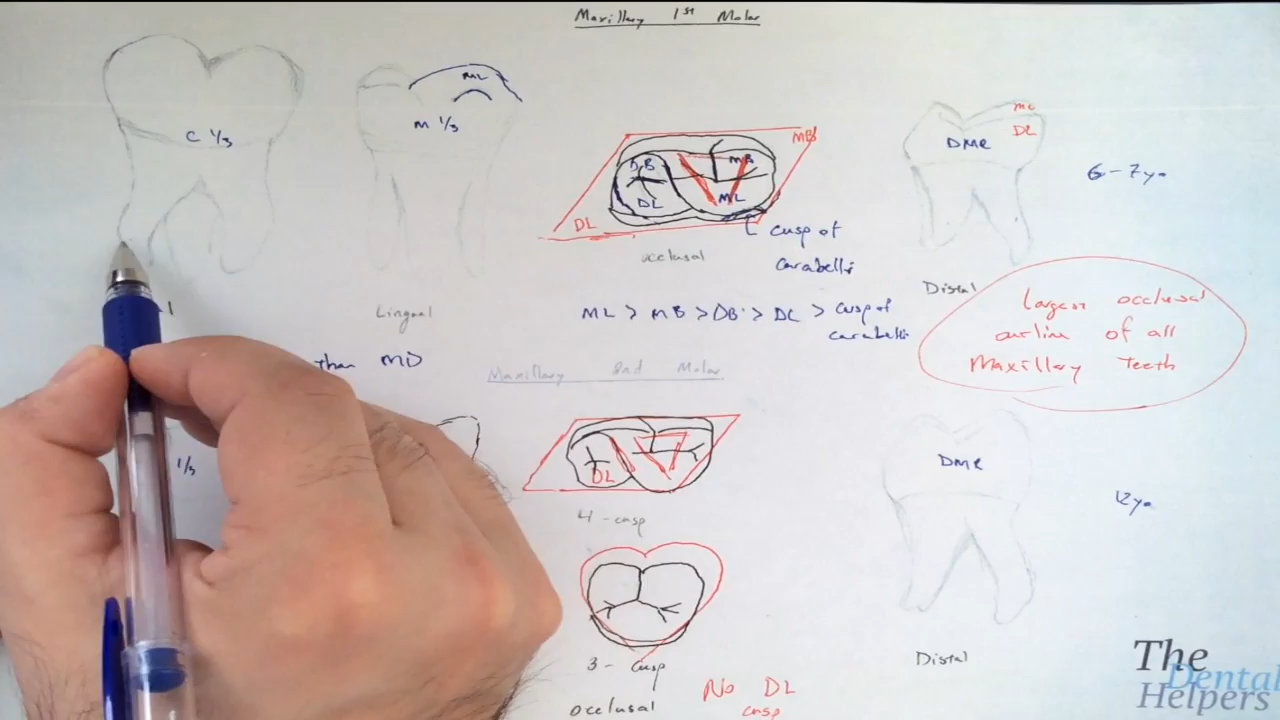 Maxillary 1st Molar
C 1/3
ML
M 1/3
MB
DB
MB
DL
ML
DL
cusp of
carabelli
occlusal
DMR
DL
6-7yo
Distal
Lingual
ML > MB > DB > DL > cusp of
carabelli
largest occlusal
outline of all
Maxillary Teeth
than MD
Maxillary 2nd Molar
1/3
DL
4-cusp
DMR
12yo
3-cusp
occlusal
No DL
cusp
Distal
The
Dental
Helpers